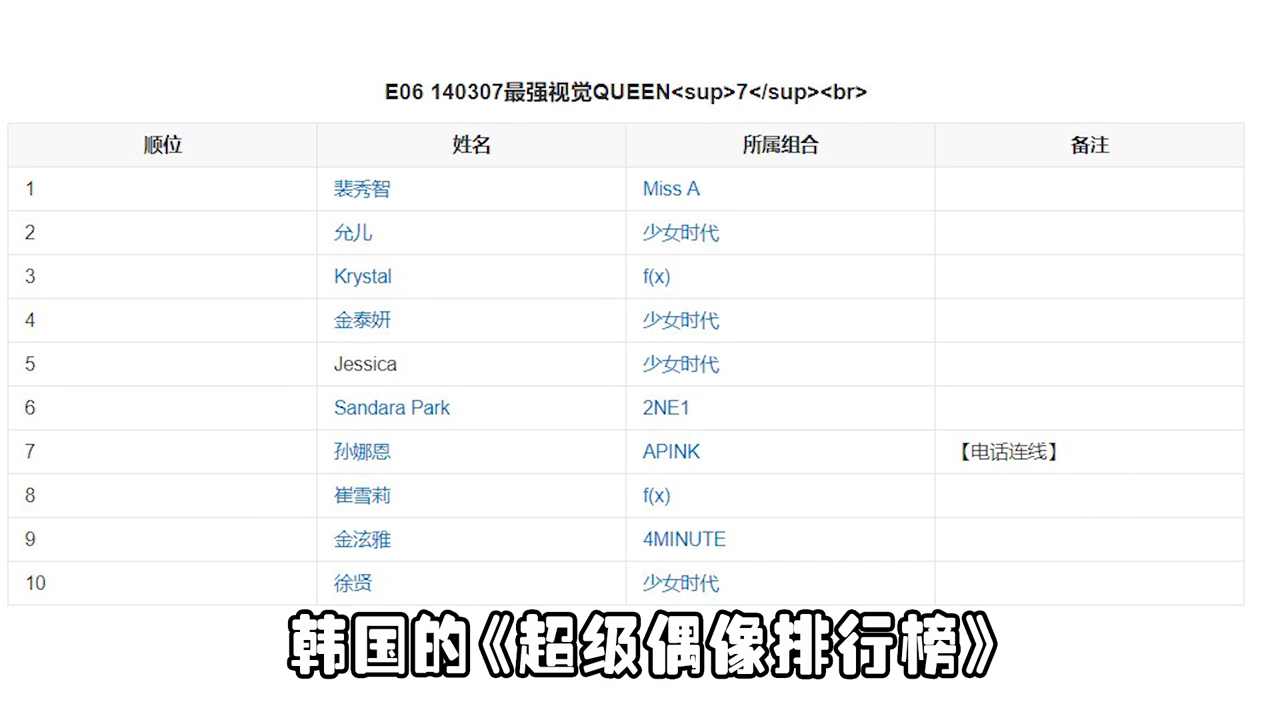 E06 140307最强视觉QUEEN<sup>7</sup><br>
顺位 姓名 所属组合 备注
1 裴秀智 Miss A
2 允儿 少女时代
3 Krystal f(x)
4 金泰妍 少女时代
5 Jessica 少女时代
6 Sandara Park 2NE1
7 孙娜恩 APINK 【电话连线】
8 崔雪莉 f(x)
9 金泫雅 4MINUTE
10 徐贤 少女时代
韩国的《超级偶像排行榜》